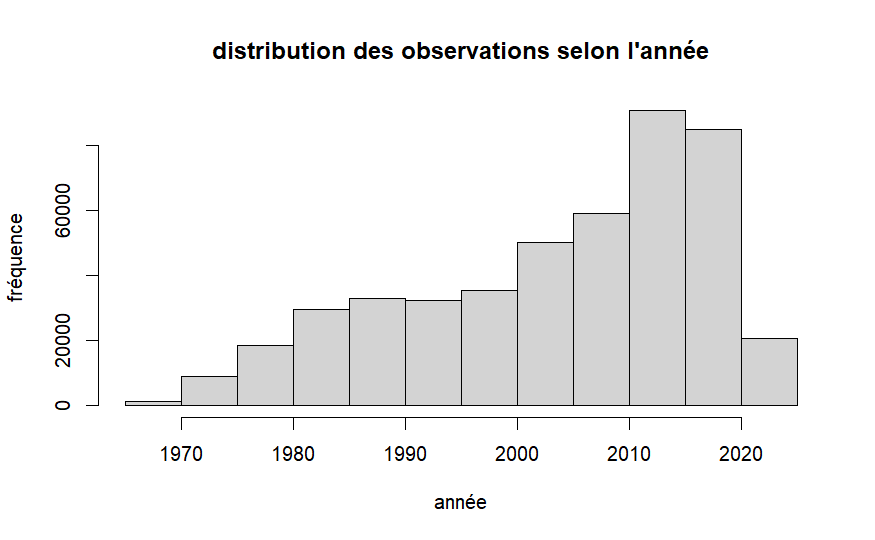 distribution des observations selon l'année
fréquence
60000
20000
0
1970 1980 1990 2000 2010 2020
année